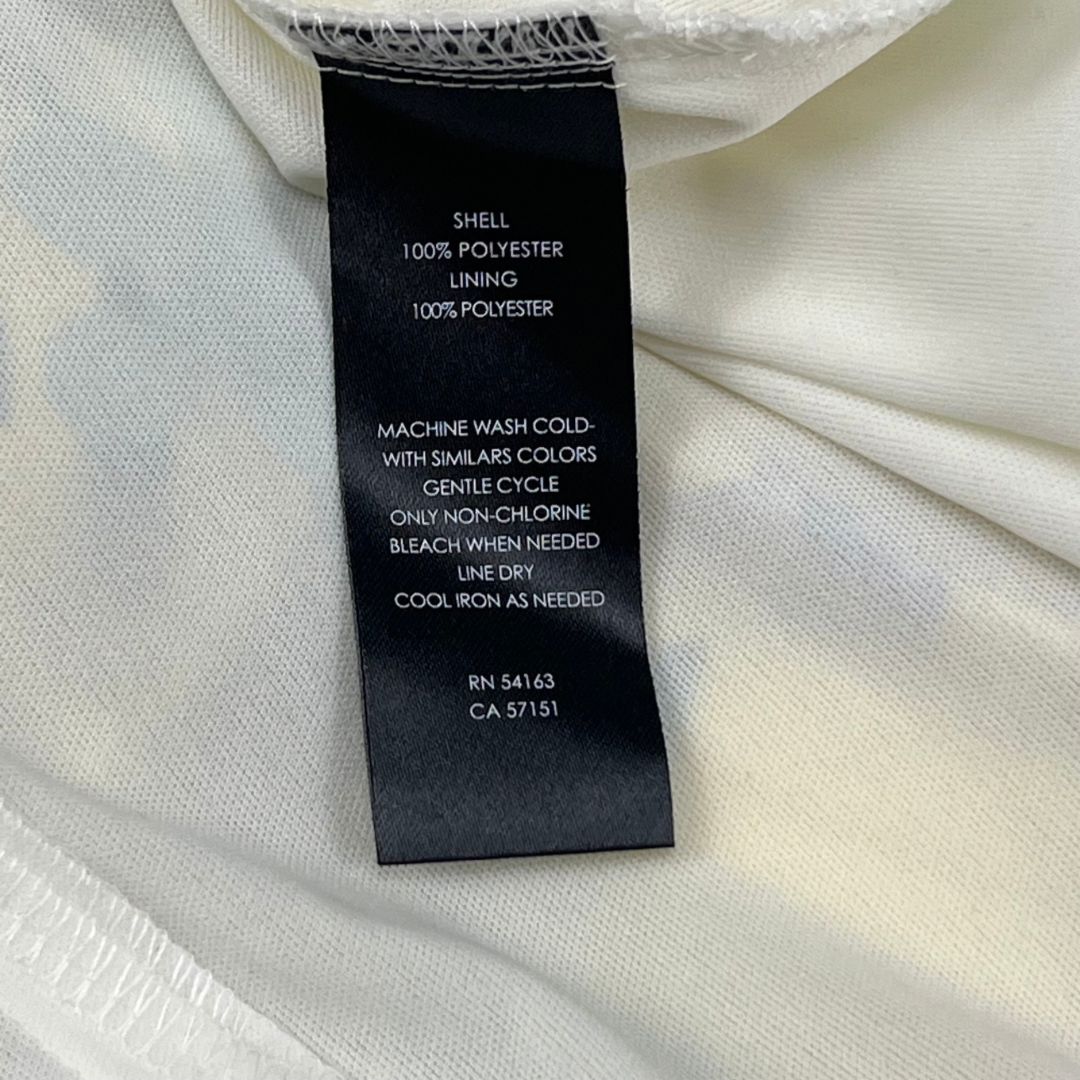 SHELL
100% POLYESTER
LINING
100% POLYESTER
MACHINE WASH COLD-
WITH SIMILARS COLORS
GENTLE CYCLE
ONLY NON-CHLORINE
BLEACH WHEN NEEDED
LINE DRY
COOL IRON AS NEEDED
RN 54163
CA 57151